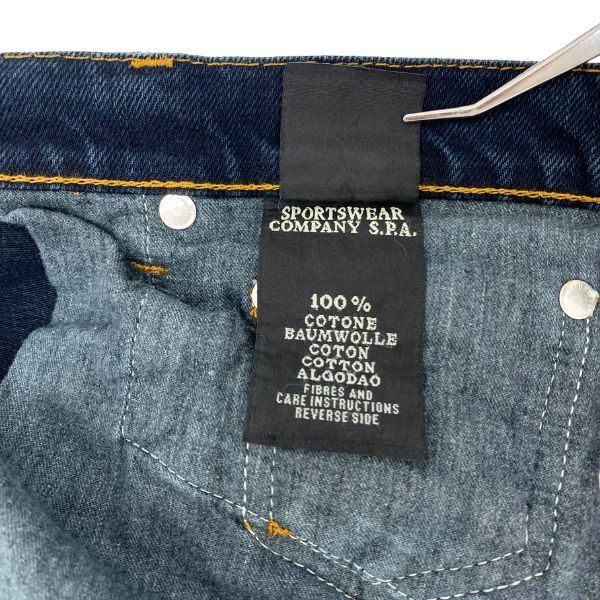 SPORTSWEAR
COMPANY S.P.A.
100%
COTONE
BAUMWOLLE
COTON
COTTON
ALGODAO
FIBRES AND
CARE INSTRUCTIONS
REVERSE SIDE